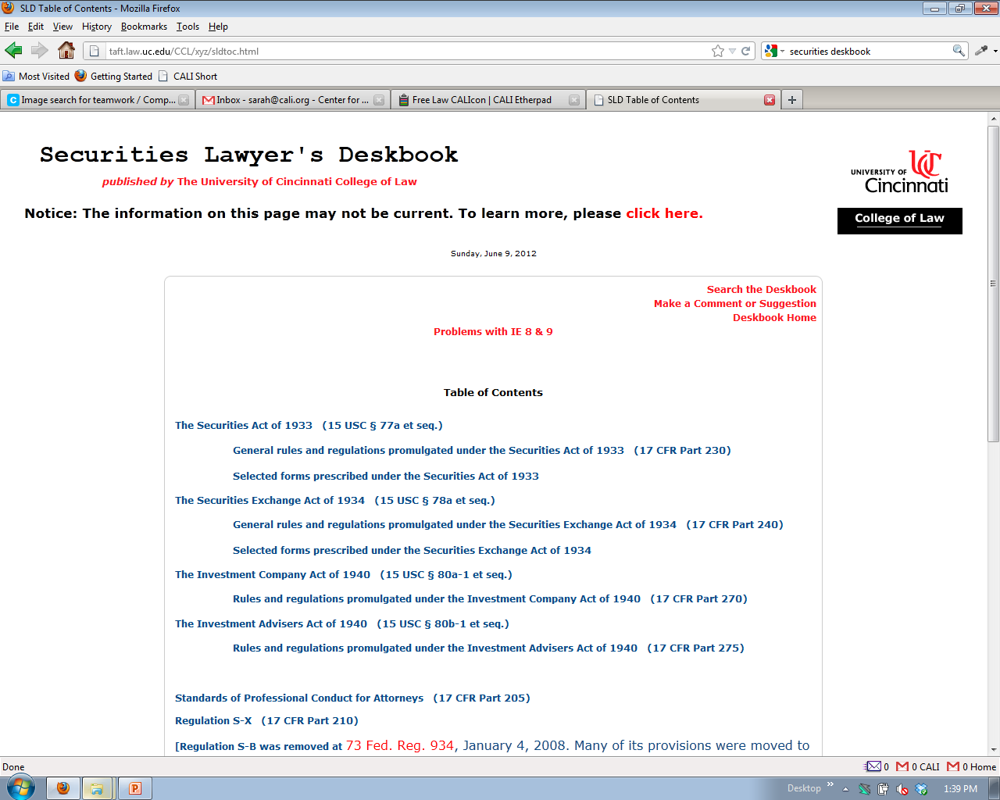 SLD Table of Contents - Mozilla Firefox
File Edit View History Bookmarks Tools Help
taft.law.uc.edu/CCL/xyz/sldtoc.html
securities deskbook
Most Visited Getting Started CALI Short
Image search for teamwork / Comp... Inbox - sarah@cali.org - Center for ... Free Law CALIcon | CALI Etherpad SLD Table of Contents
Securities Lawyer's Deskbook
published by The University of Cincinnati College of Law
UNIVERSITY OF UC
Cincinnati
Notice: The information on this page may not be current. To learn more, please click here.
College of Law
Sunday, June 9, 2012
Search the Deskbook
Make a Comment or Suggestion
Deskbook Home
Problems with IE 8 & 9
Table of Contents
The Securities Act of 1933 (15 USC § 77a et seq.)
General rules and regulations promulgated under the Securities Act of 1933 (17 CFR Part 230)
Selected forms prescribed under the Securities Act of 1933
The Securities Exchange Act of 1934 (15 USC § 78a et seq.)
General rules and regulations promulgated under the Securities Exchange Act of 1934 (17 CFR Part 240)
Selected forms prescribed under the Securities Exchange Act of 1934
The Investment Company Act of 1940 (15 USC § 80a-1 et seq.)
Rules and regulations promulgated under the Investment Company Act of 1940 (17 CFR Part 270)
The Investment Advisers Act of 1940 (15 USC § 80b-1 et seq.)
Rules and regulations promulgated under the Investment Advisers Act of 1940 (17 CFR Part 275)
Standards of Professional Conduct for Attorneys (17 CFR Part 205)
Regulation S-X (17 CFR Part 210)
[Regulation S-B was removed at 73 Fed. Reg. 934, January 4, 2008. Many of its provisions were moved to
Done
0 0 CALI 0 Home
Desktop 1:39 PM